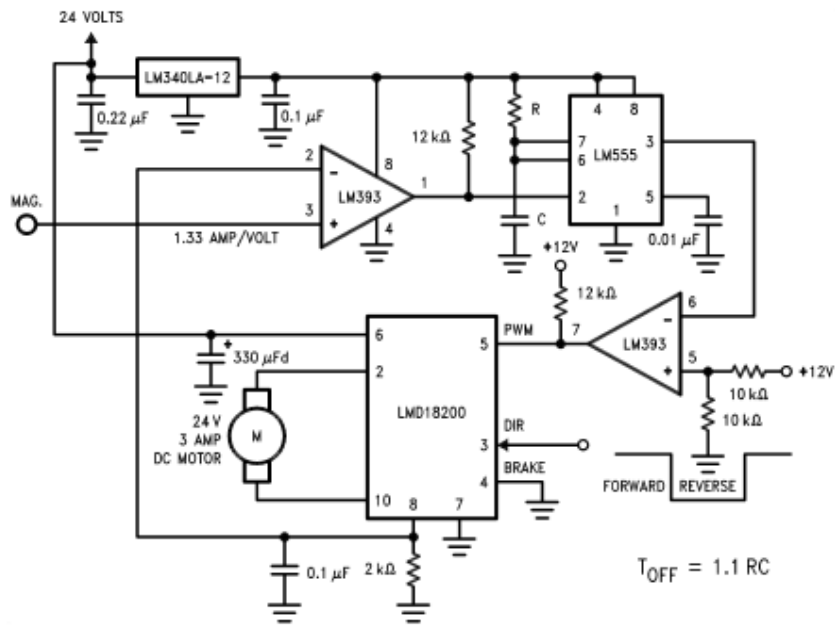 24 VOLTS
LM340LA-12
0.22 μF
0.1 μF
12 kΩ
R
4
8
7
6
LM555
3
2
5
1
C
0.01 μF
2
8
LM393
1
3
4
MAG.
1.33 AMP/VOLT
+12V
12 kΩ
6
PWM
7
5
LM393
6
5
+12V
10 kΩ
10 kΩ
+
330 μFd
2
LMD18200
24 V
3 AMP
DC MOTOR
M
DIR
3
BRAKE
4
10
8
7
FORWARD
REVERSE
0.1 μF
2 kΩ
T_OFF = 1.1 RC